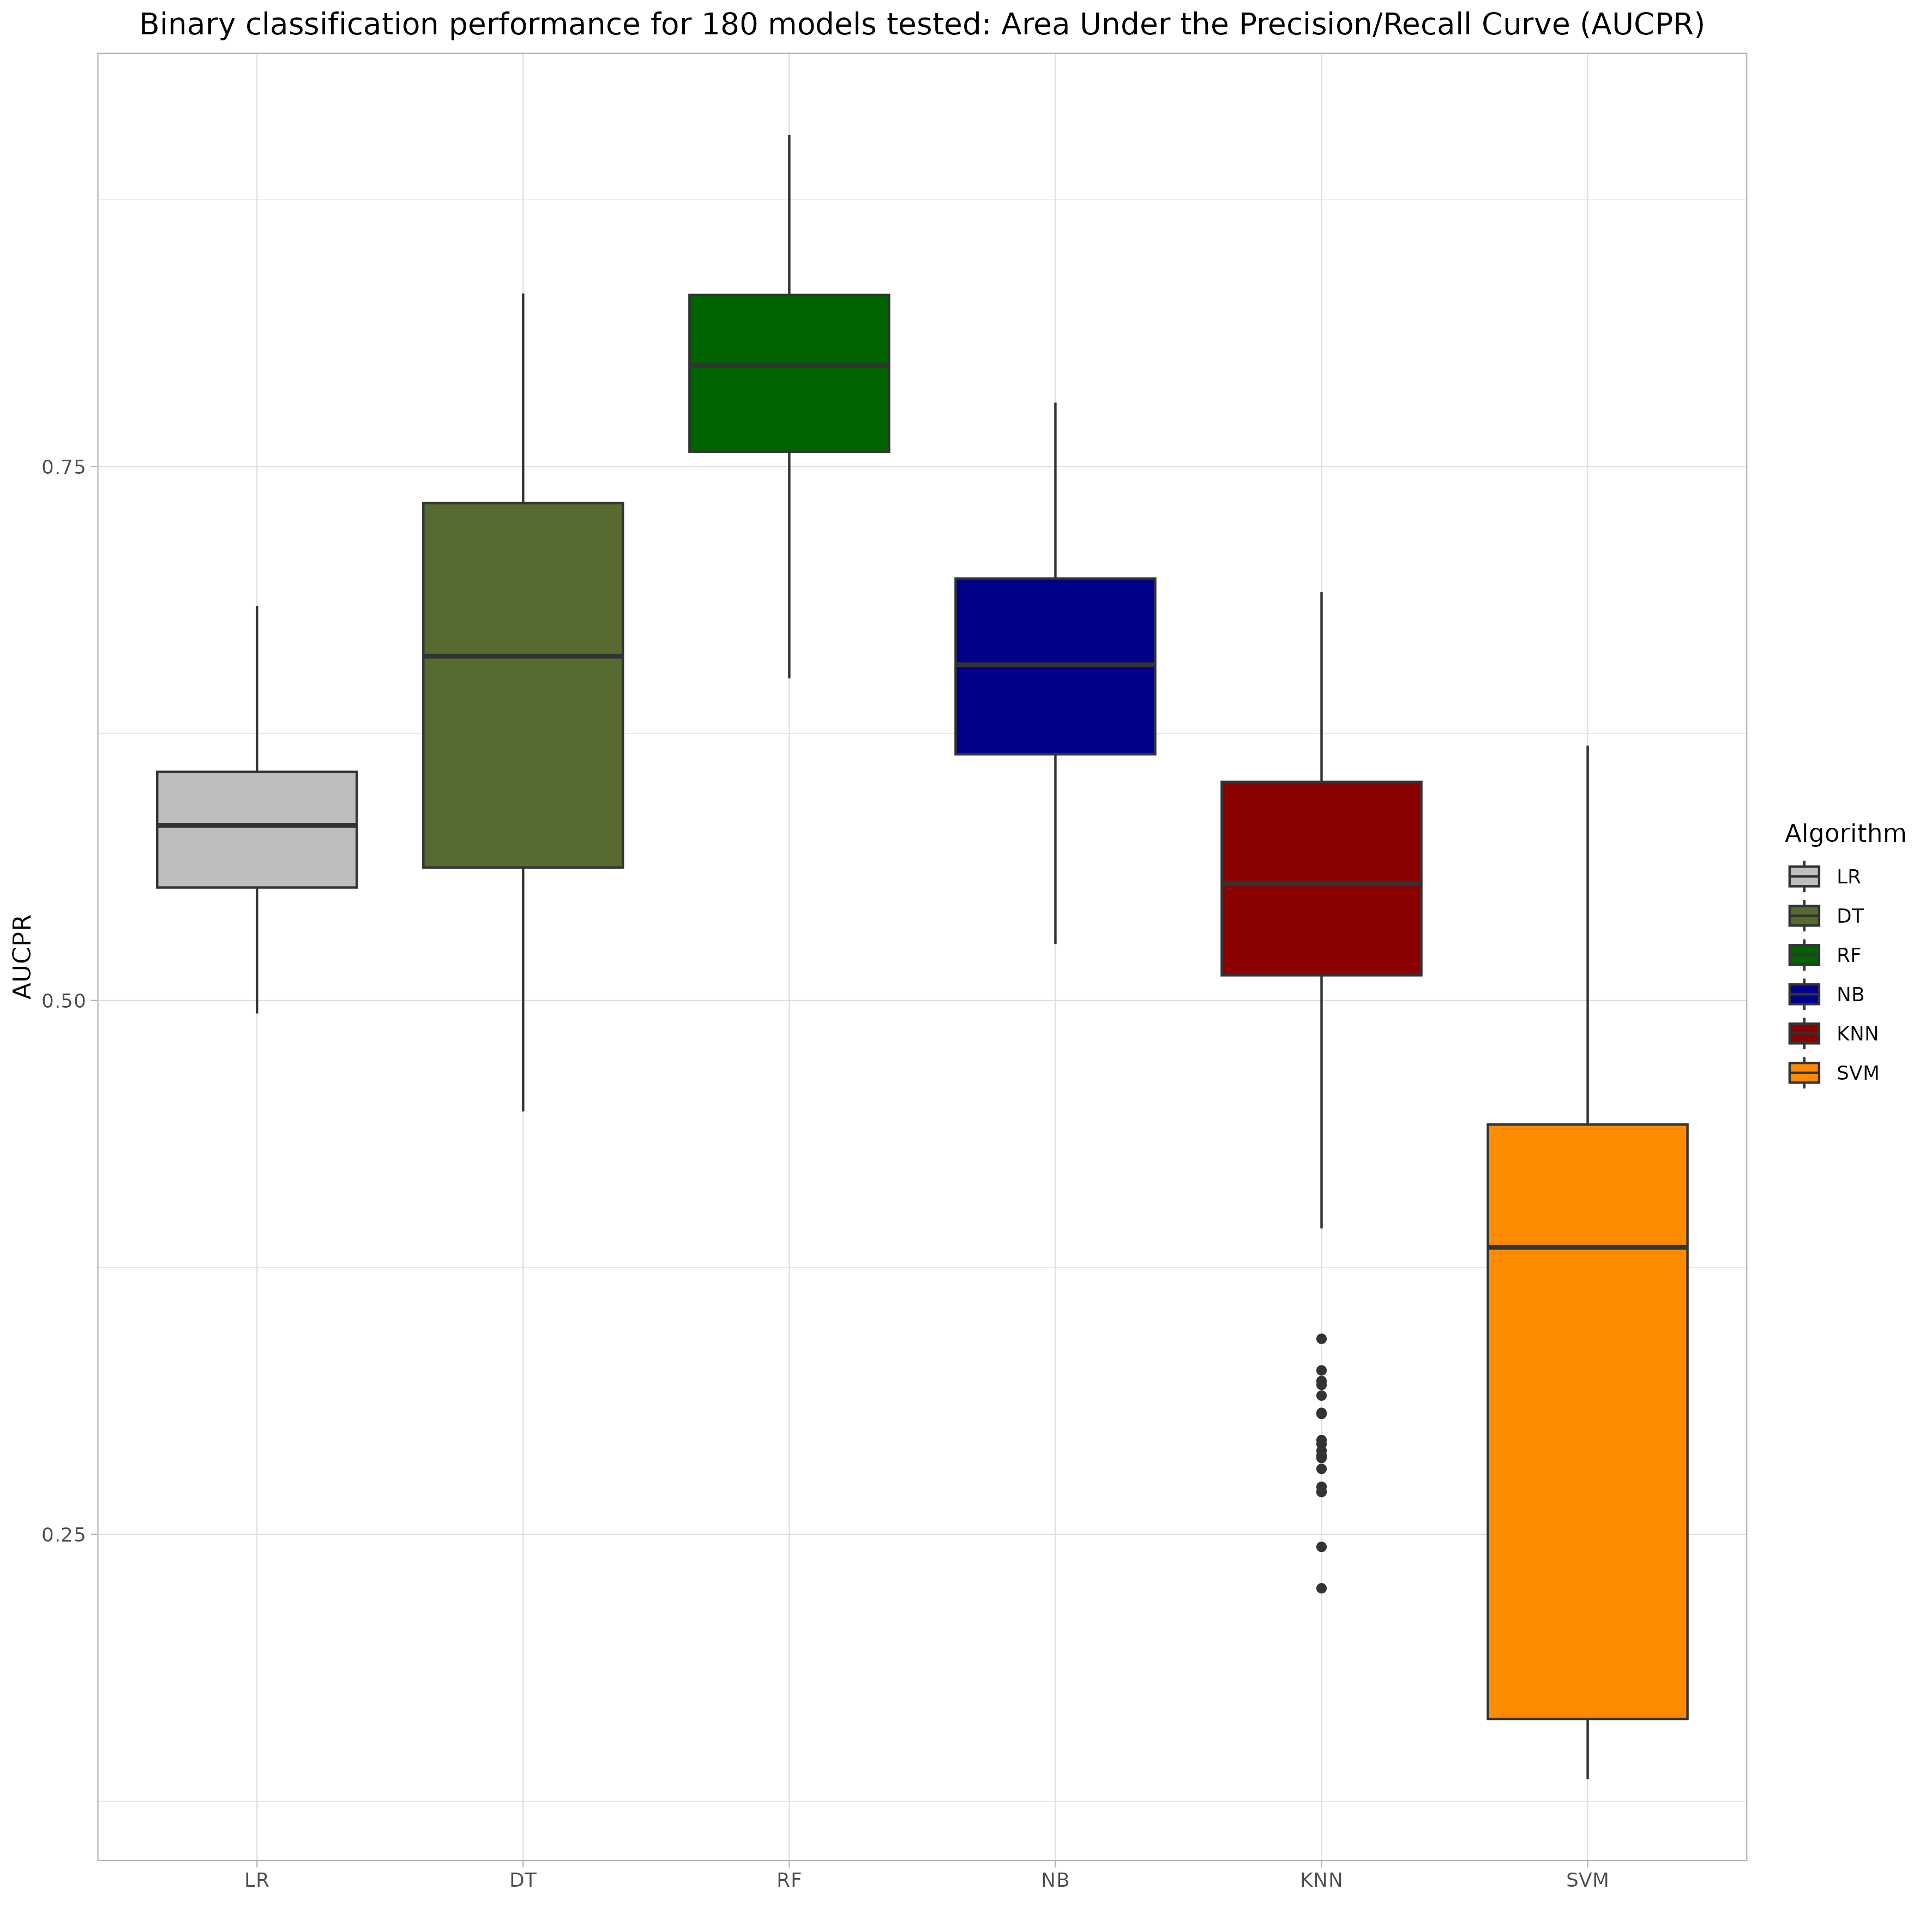 Binary classification performance for 180 models tested: Area Under the Precision/Recall Curve (AUCPR)
AUCPR
0.75
0.50
0.25
LR
DT
RF
NB
KNN
SVM
Algorithm
LR
DT
RF
NB
KNN
SVM